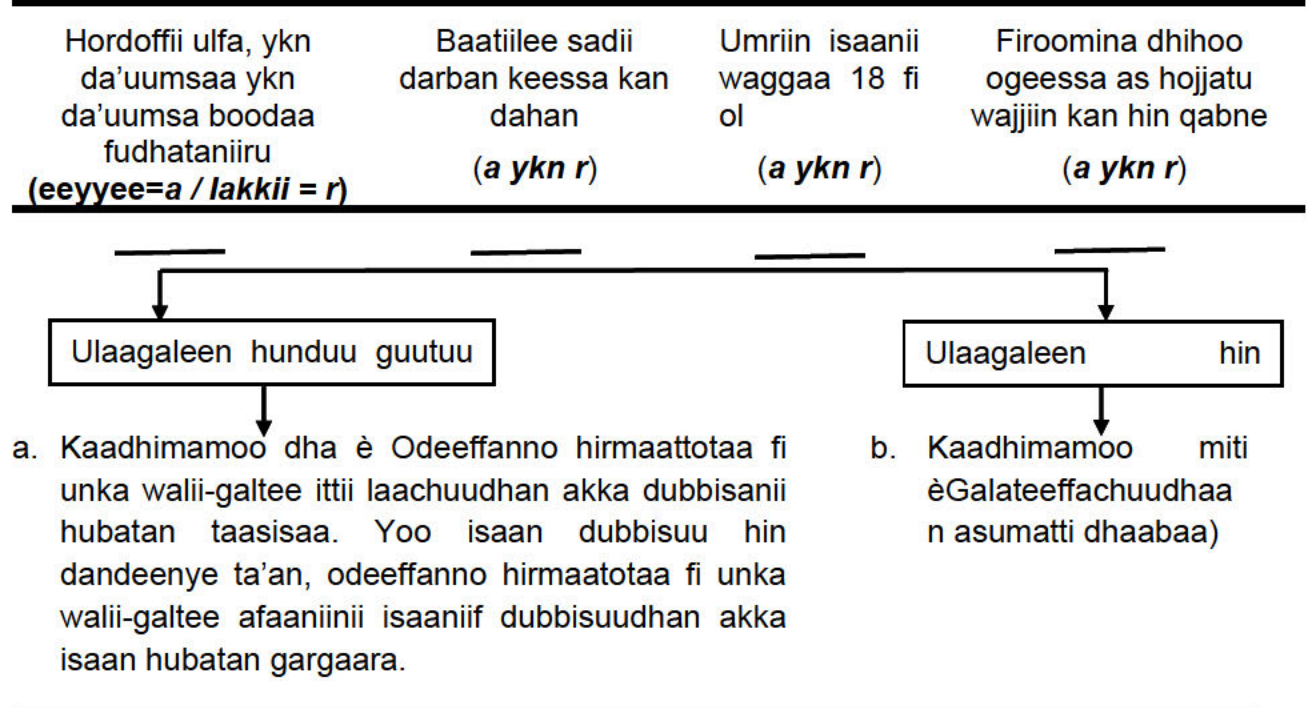 Hordoffii ulfa, ykn
da'uumsaa ykn
da'uumsa boodaa
fudhataniiru
(eeyyee=a / lakkii = r)
Baatiilee sadii
darban keessa kan
dahan
(a ykn r)
Umriin isaanii
waggaa 18 fi
ol
(a ykn r)
Firoomina dhihoo
ogeessa as hojjatu
wajjiin kan hin qabne
(a ykn r)
Ulaagaleen hunduu guutuu
Ulaagaleen hin
a. Kaadhimamoo dha è Odeeffanno hirmaattotaa fi
unka walii-galtee ittii laachuudhan akka dubbisanii
hubatan taasisaa. Yoo isaan dubbisuu hin
dandeenye ta'an, odeeffanno hirmaatotaa fi unka
walii-galtee afaaniinii isaaniif dubbisuudhan akka
isaan hubatan gargaara.
b. Kaadhimamoo miti
èGalateeffachuudhaa
n asumatti dhaabaa)